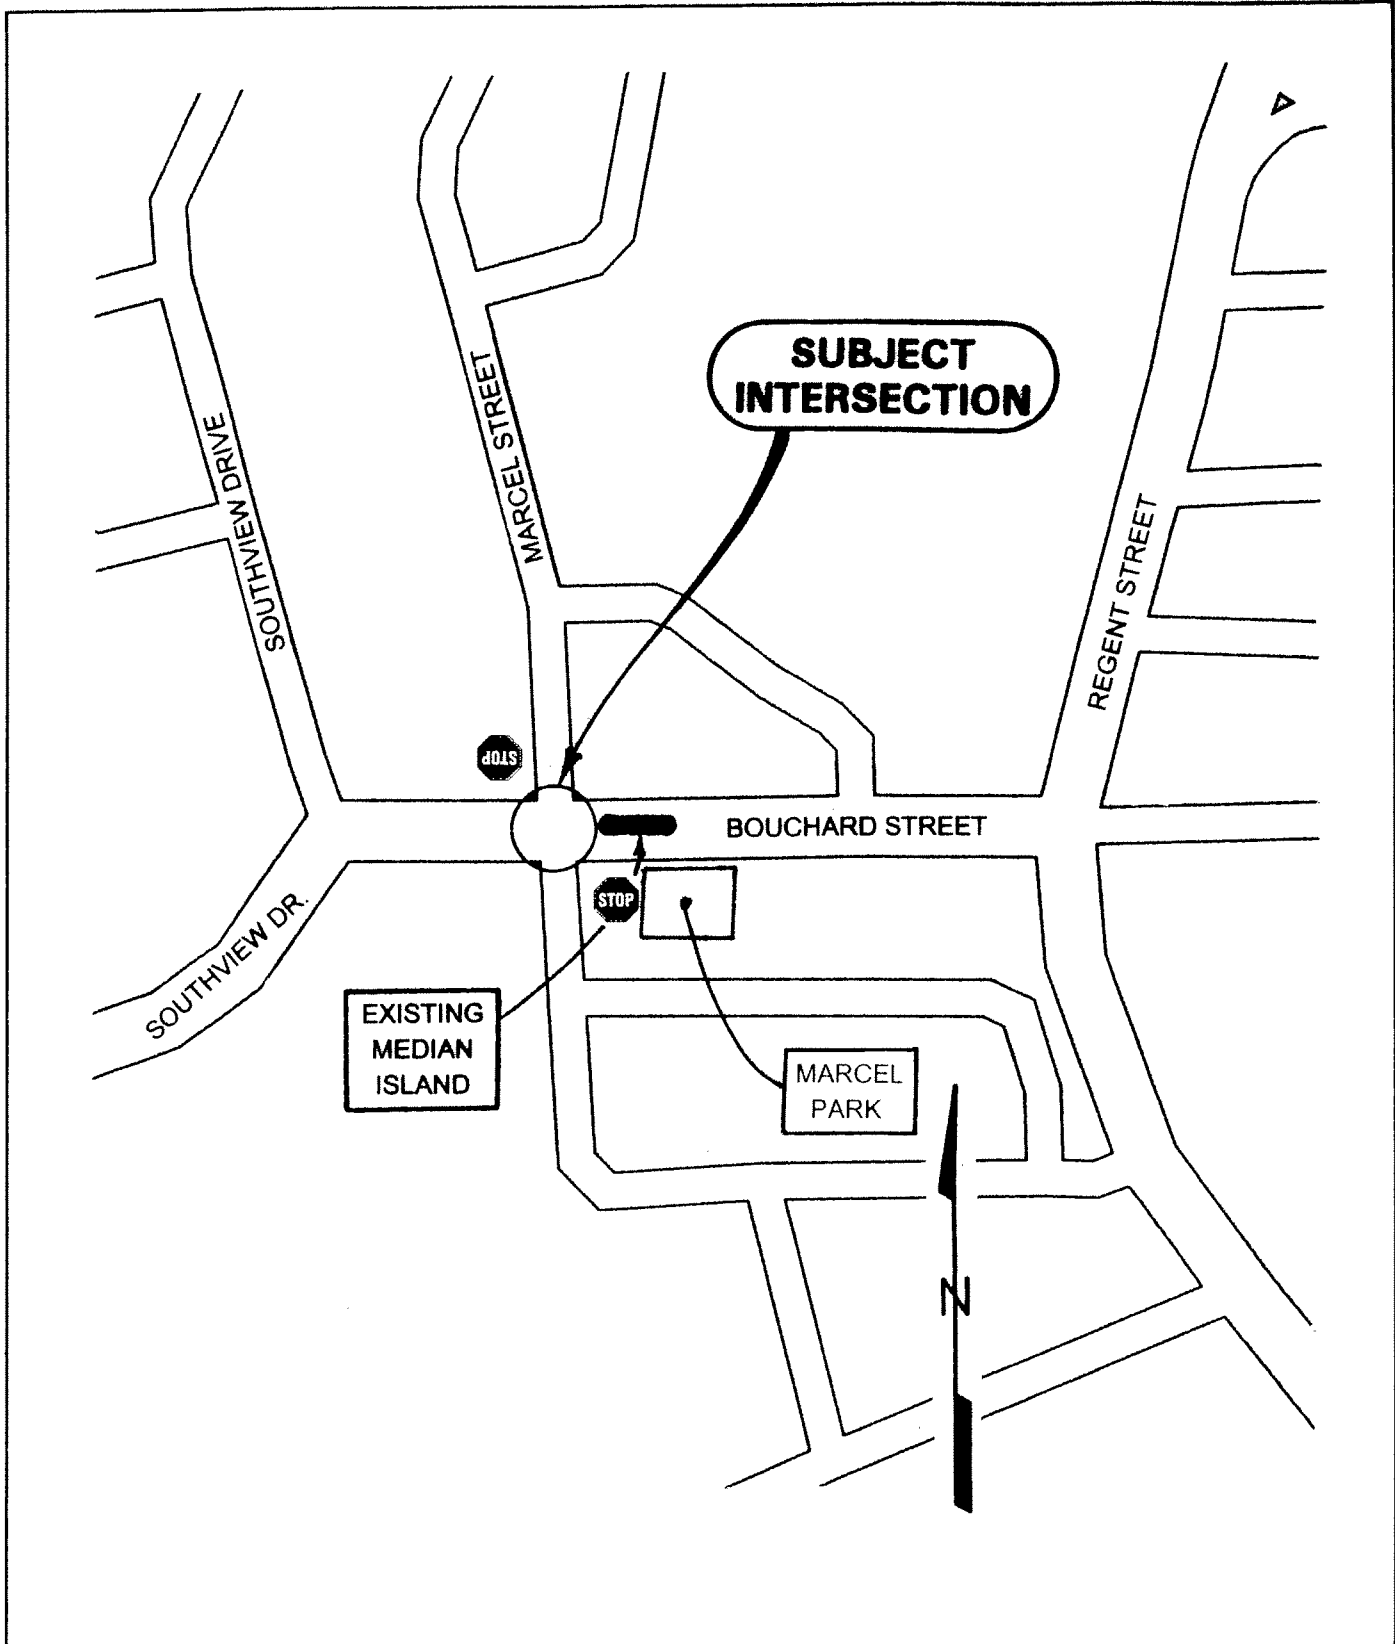 SUBJECT
INTERSECTION
MARCEL STREET
SOUTHVIEW DRIVE
REGENT STREET
STOP
BOUCHARD STREET
STOP
SOUTHVIEW DR.
EXISTING
MEDIAN
ISLAND
MARCEL
PARK
N